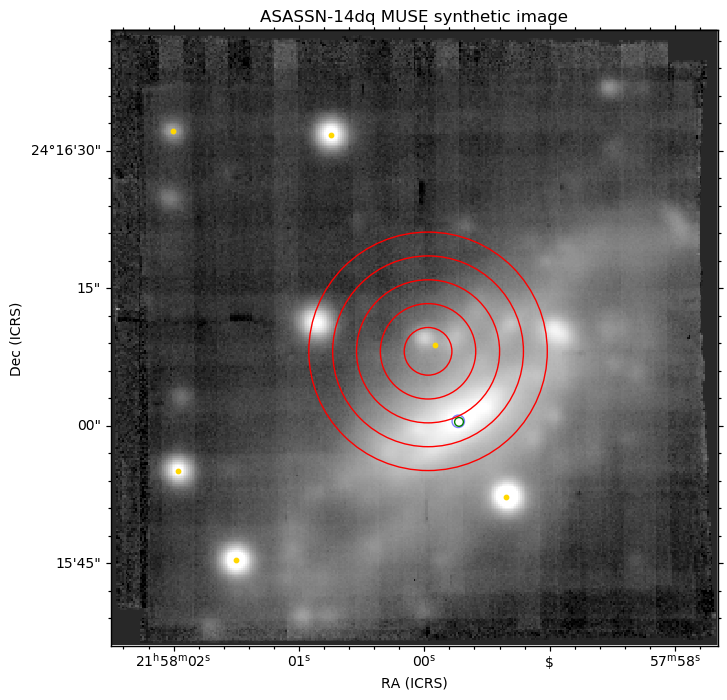 ASASSN-14dq MUSE synthetic image
24°16'30"
15"
00"
15'45"
Dec (ICRS)
21ʰ58ᵐ02ˢ 01ˢ 00ˢ $ 57ᵐ58ˢ
RA (ICRS)